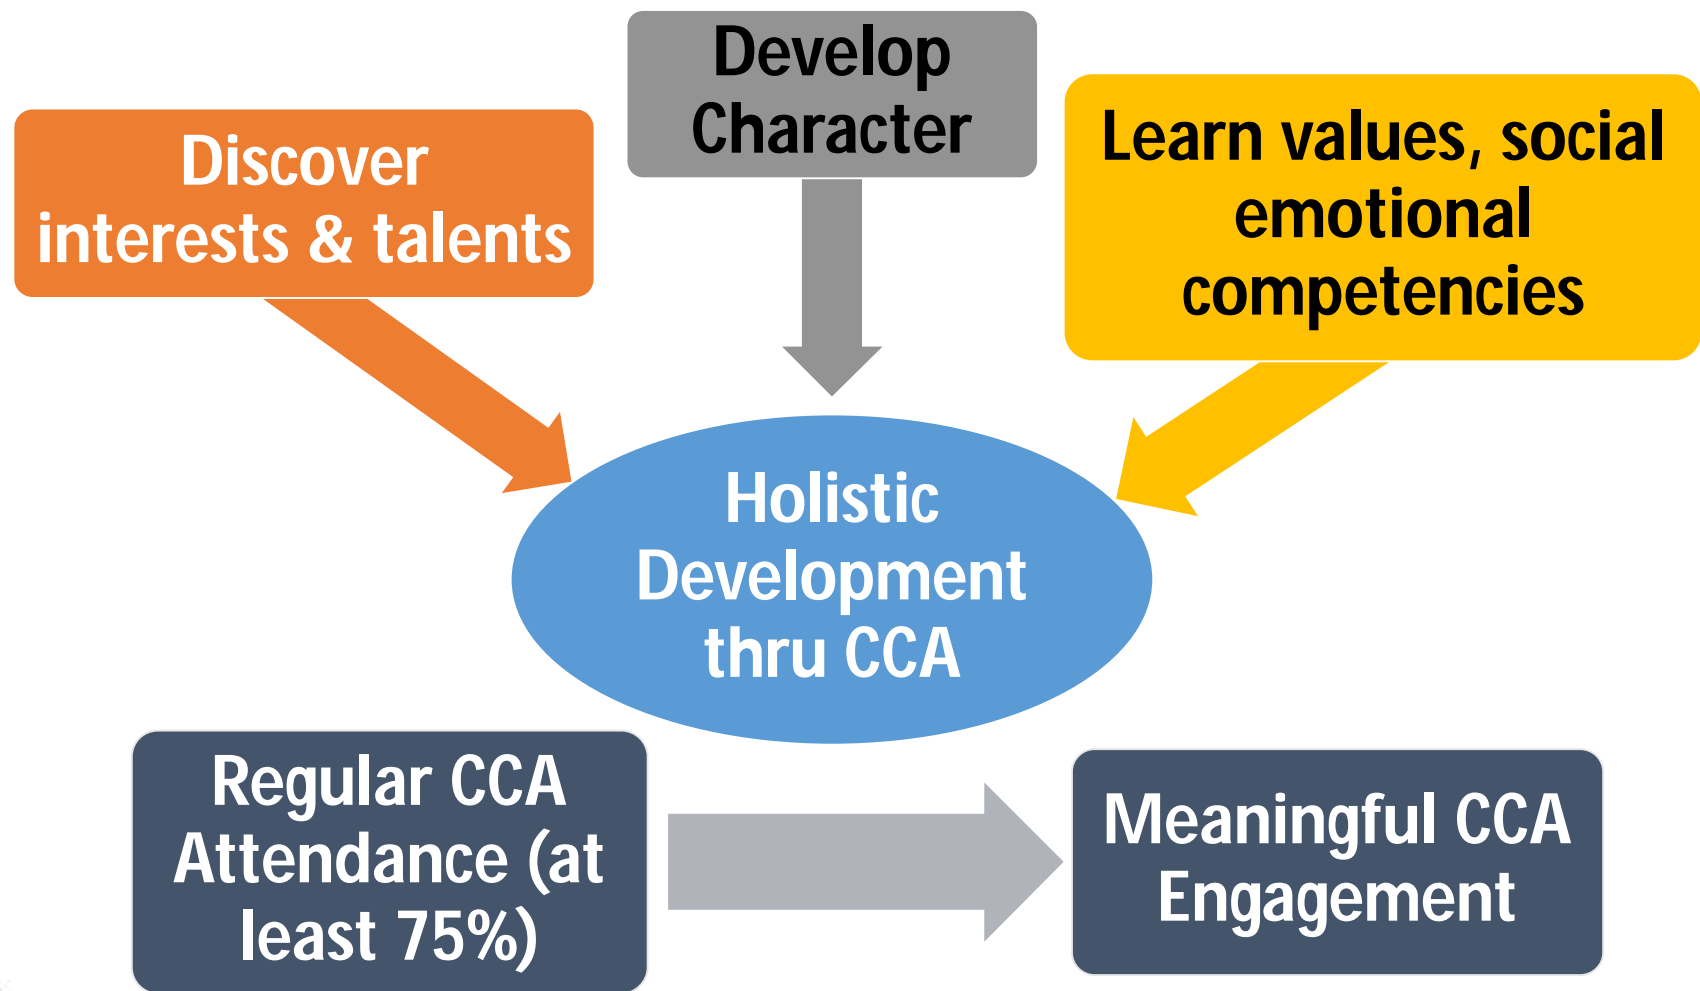 Develop
Character
Discover
interests & talents
Learn values, social
emotional
competencies
Holistic
Development
thru CCA
Regular CCA
Attendance (at
least 75%)
Meaningful CCA
Engagement